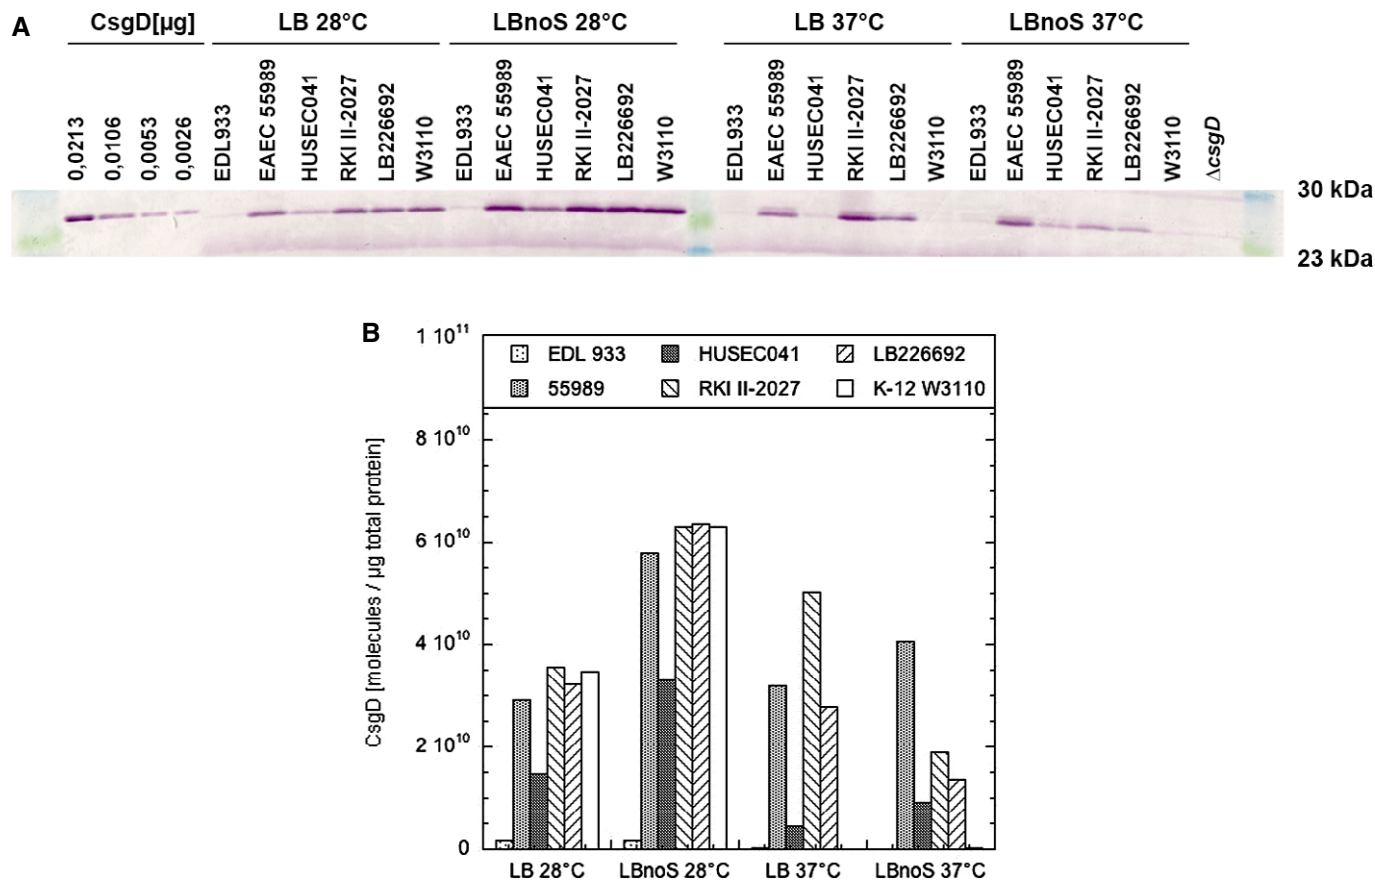 A
CsgD[µg] LB 28°C LBnoS 28°C LB 37°C LBnoS 37°C
0,0213 0,0106 0,0053 0,0026 EDL933 EAEC 55989 HUSEC041 RKI II-2027 LB226692 W3110 EDL933 EAEC 55989 HUSEC041 RKI II-2027 LB226692 W3110 EDL933 EAEC 55989 HUSEC041 RKI II-2027 LB226692 W3110 EDL933 EAEC 55989 HUSEC041 RKI II-2027 LB226692 W3110 ΔcsgD
30 kDa
23 kDa
B
1 10¹¹
EDL 933 HUSEC041 LB226692
55989 RKI II-2027 K-12 W3110
8 10¹⁰
6 10¹⁰
4 10¹⁰
2 10¹⁰
0
CsgD [molecules / µg total protein]
LB 28°C LBnoS 28°C LB 37°C LBnoS 37°C